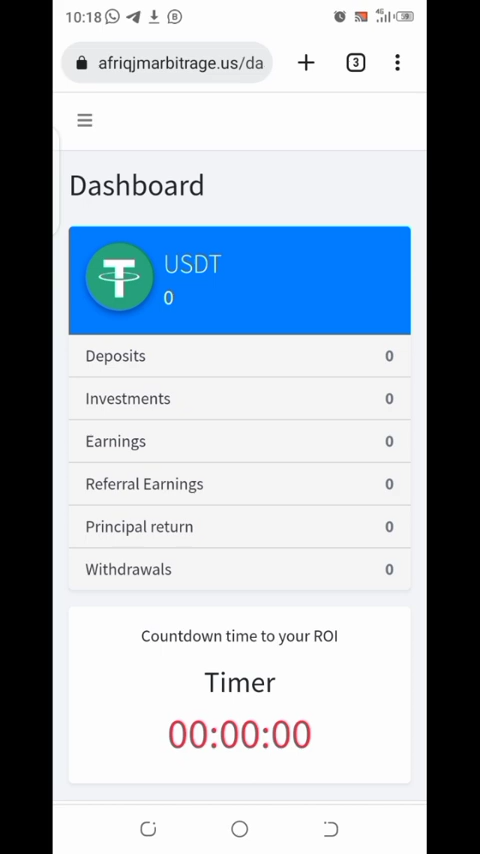 10:18
afriqjmarbitrage.us/da
3
Dashboard
USDT
0
Deposits 0
Investments 0
Earnings 0
Referral Earnings 0
Principal return 0
Withdrawals 0
Countdown time to your ROI
Timer
00:00:00